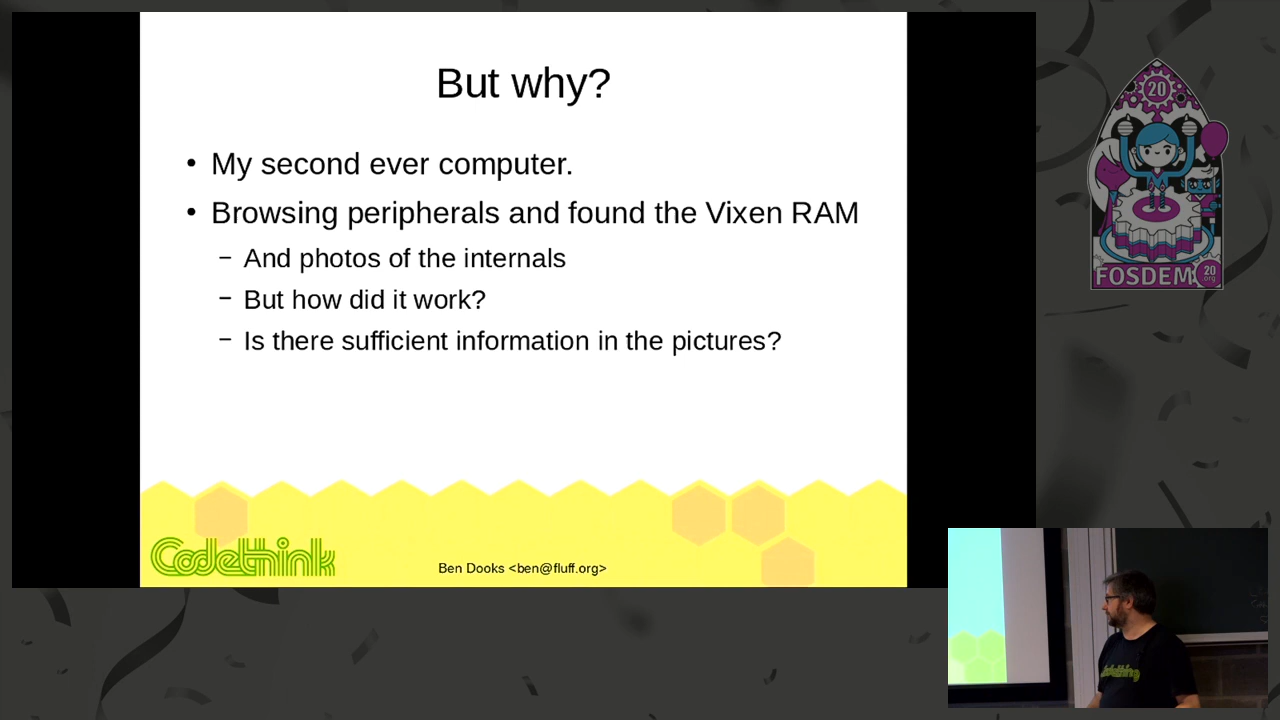 But why?
• My second ever computer.
• Browsing peripherals and found the Vixen RAM
– And photos of the internals
– But how did it work?
– Is there sufficient information in the pictures?
Codethink
Ben Dooks <ben@fluff.org>
20
FOSDEM
20
.org